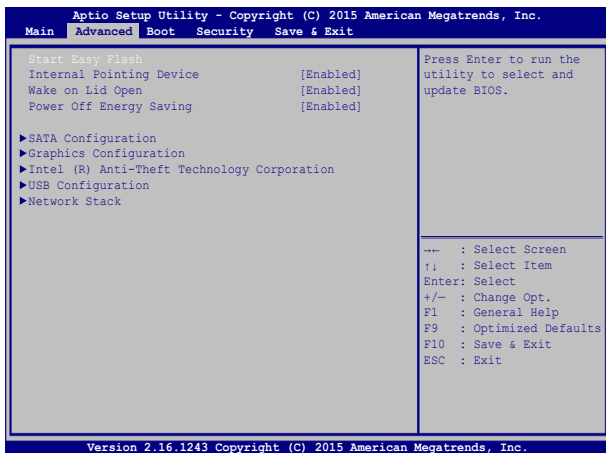 Aptio Setup Utility - Copyright (C) 2015 American Megatrends, Inc.
Main Advanced Boot Security Save & Exit
Start Easy Flash
Internal Pointing Device [Enabled]
Wake on Lid Open [Enabled]
Power Off Energy Saving [Enabled]
▶SATA Configuration
▶Graphics Configuration
▶Intel (R) Anti-Theft Technology Corporation
▶USB Configuration
▶Network Stack
Press Enter to run the
utility to select and
update BIOS.
→← : Select Screen
↑↓ : Select Item
Enter: Select
+/— : Change Opt.
F1 : General Help
F9 : Optimized Defaults
F10 : Save & Exit
ESC : Exit
Version 2.16.1243 Copyright (C) 2015 American Megatrends, Inc.